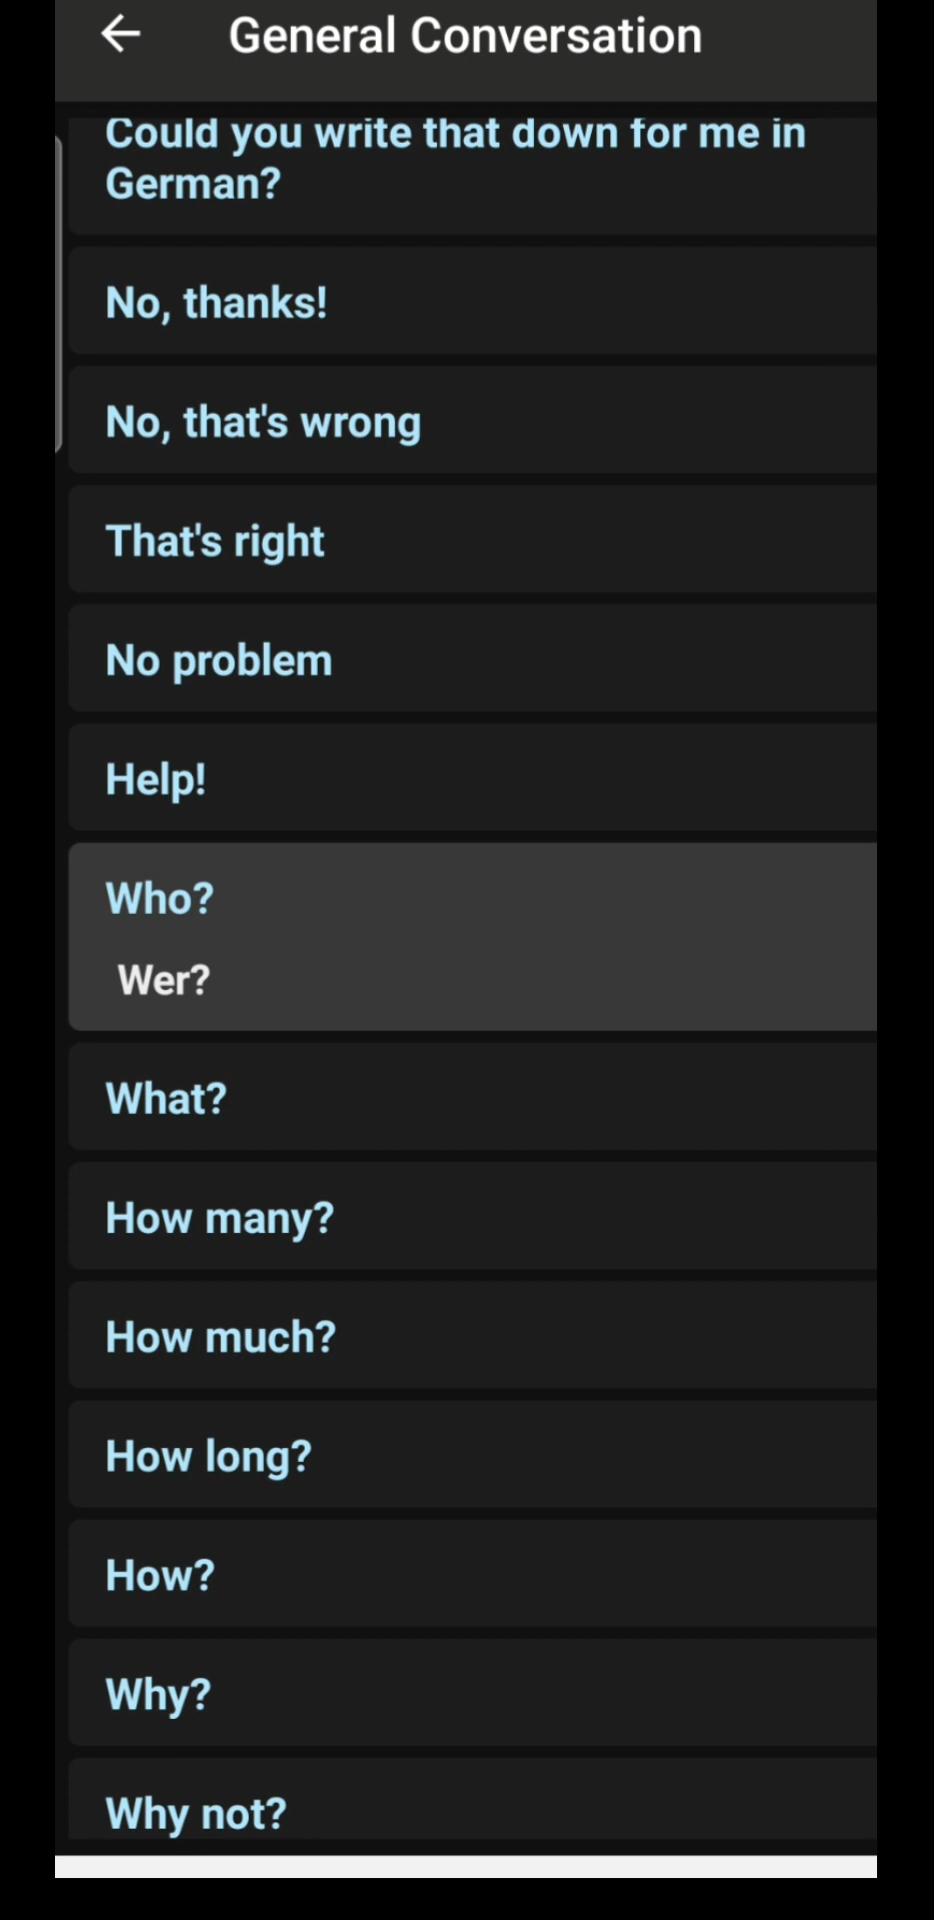 General Conversation
Could you write that down for me in
German?
No, thanks!
No, that's wrong
That's right
No problem
Help!
Who?
Wer?
What?
How many?
How much?
How long?
How?
Why?
Why not?